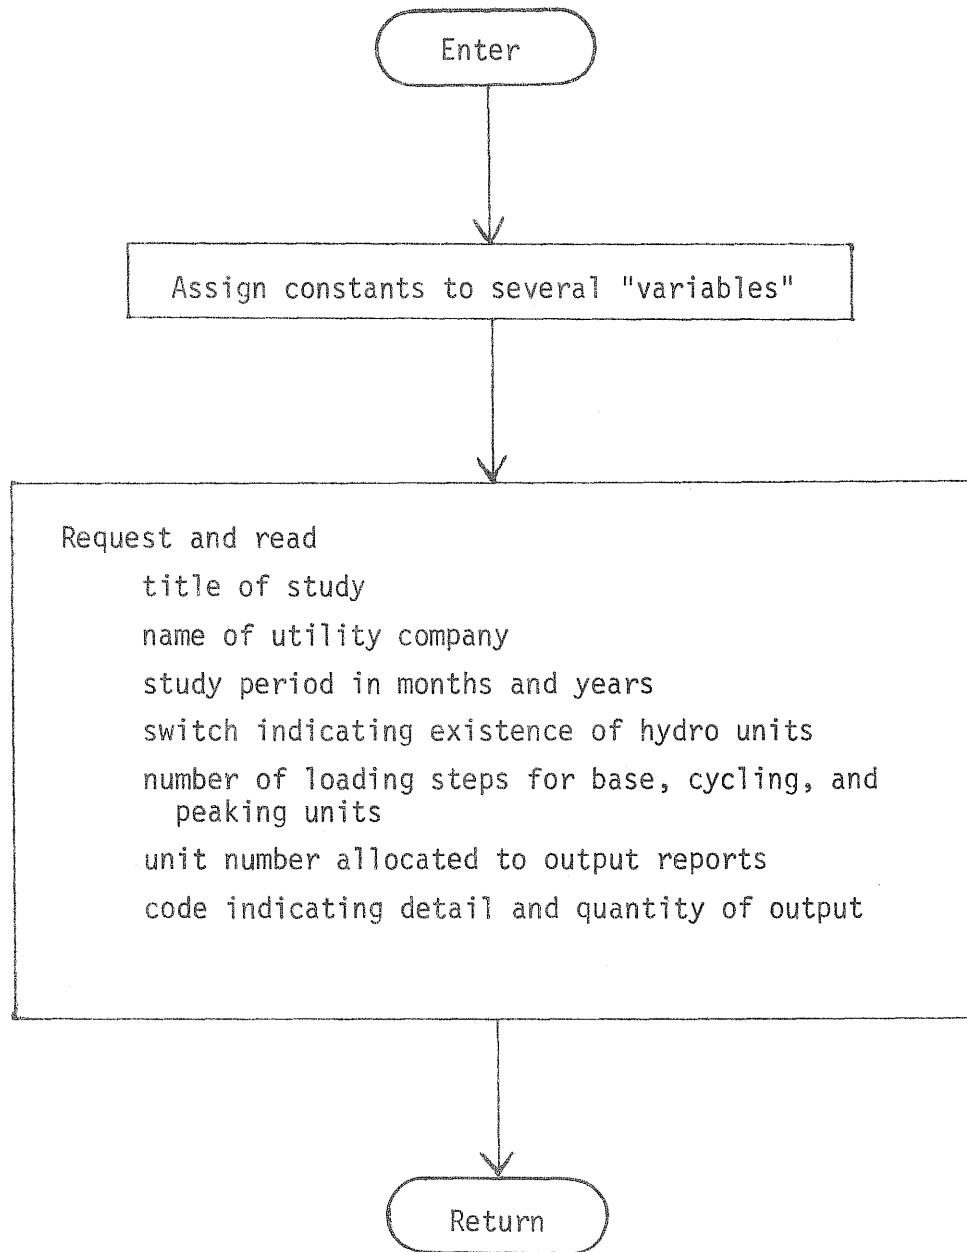 Enter
Assign constants to several "variables"
Request and read
title of study
name of utility company
study period in months and years
switch indicating existence of hydro units
number of loading steps for base, cycling, and
peaking units
unit number allocated to output reports
code indicating detail and quantity of output
Return